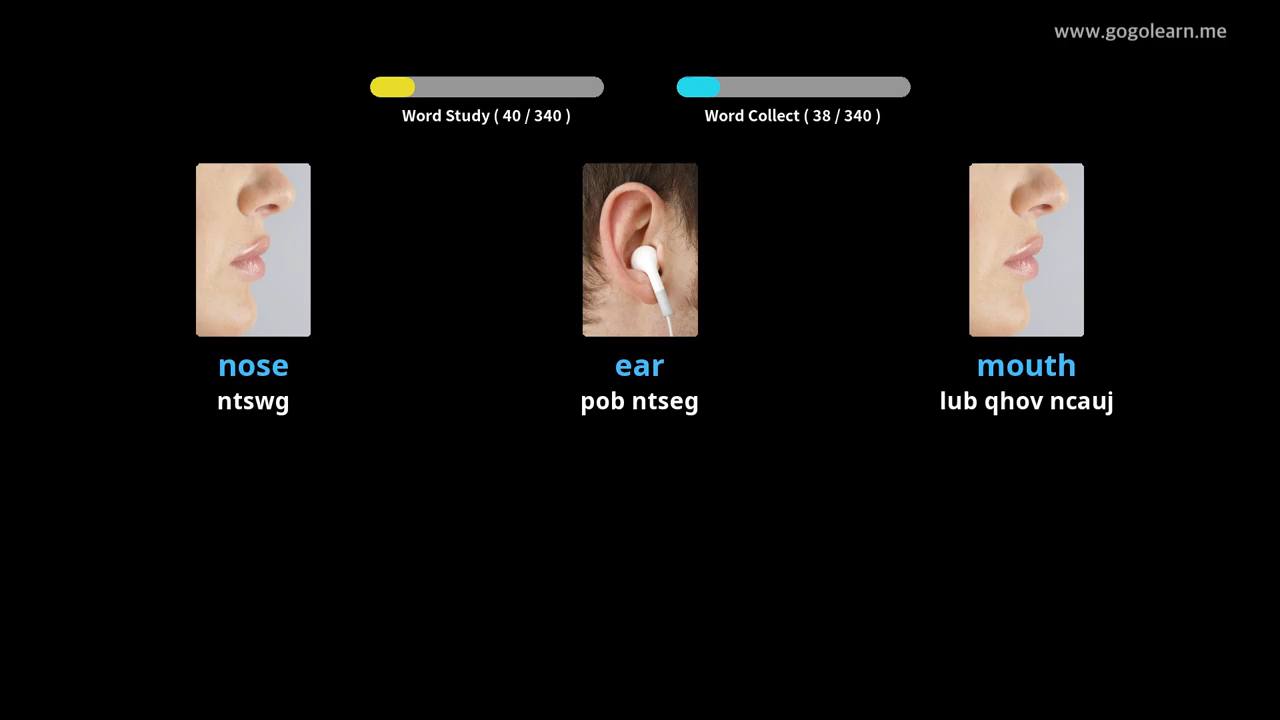 www.gogolearn.me
Word Study ( 40 / 340 )
Word Collect ( 38 / 340 )
nose
ntswg
ear
pob ntseg
mouth
lub qhov ncauj